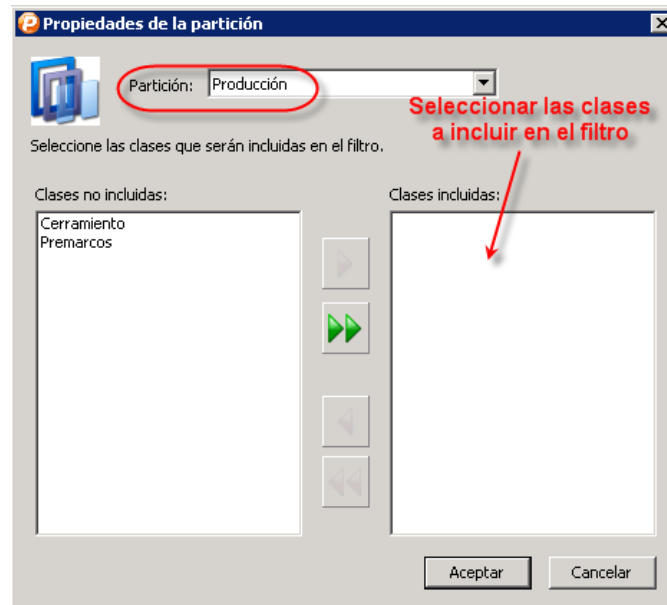 Propiedades de la partición
Partición: Producción
Seleccionar las clases
a incluir en el filtro
Seleccione las clases que serán incluidas en el filtro.
Clases no incluidas:
Clases incluidas:
Cerramiento
Premarcos
Aceptar
Cancelar